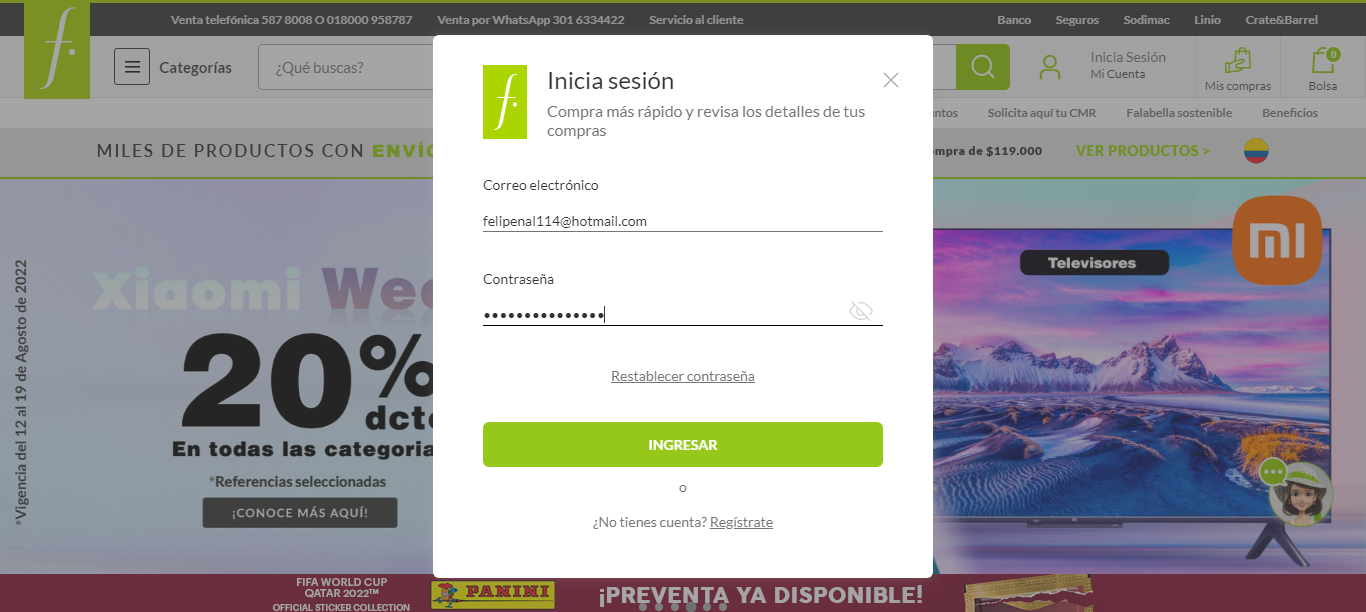 Venta telefónica 587 8008 O 018000 958787 Venta por WhatsApp 301 6334422 Servicio al cliente Banco Seguros Sodimac Linio Crate&Barrel
f.
Categorías ¿Qué buscas? Inicia Sesión
Mi Cuenta Mis compras 0 Bolsa
Solicita aquí tu CMR Falabella sostenible Beneficios
MILES DE PRODUCTOS CON de $119.000 VER PRODUCTOS >
f.
Inicia sesión
Compra más rápido y revisa los detalles de tus
compras
Correo electrónico
felipenal114@hotmail.com
Contraseña
•••••••••••••••
Restablecer contraseña
INGRESAR
o
¿No tienes cuenta? Regístrate
*Vigencia del 12 al 19 de Agosto de 2022
Xiaomi
20%
dcto
En todas las
*Referencias seleccionadas
¡CONOCE MÁS AQUÍ!
mi
Televisores
FIFA WORLD CUP
QATAR 2022™
OFFICIAL STICKER COLLECTION
PANINI
¡PREVENTA YA DISPONIBLE!